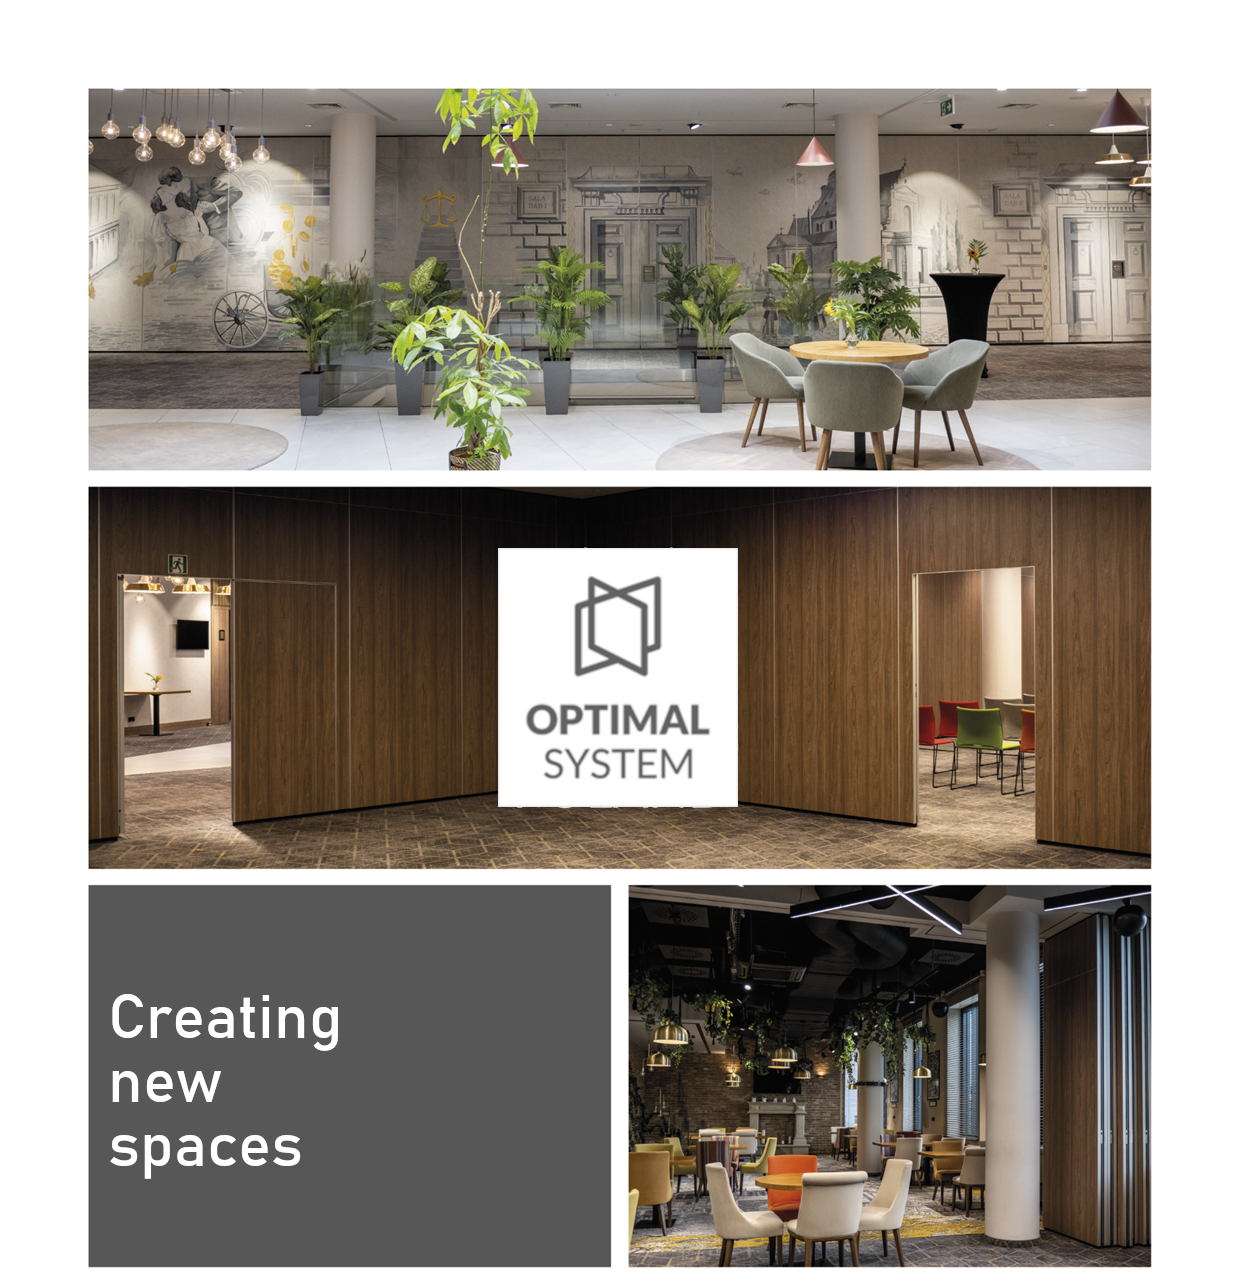 OPTIMAL
SYSTEM
Creating
new
spaces